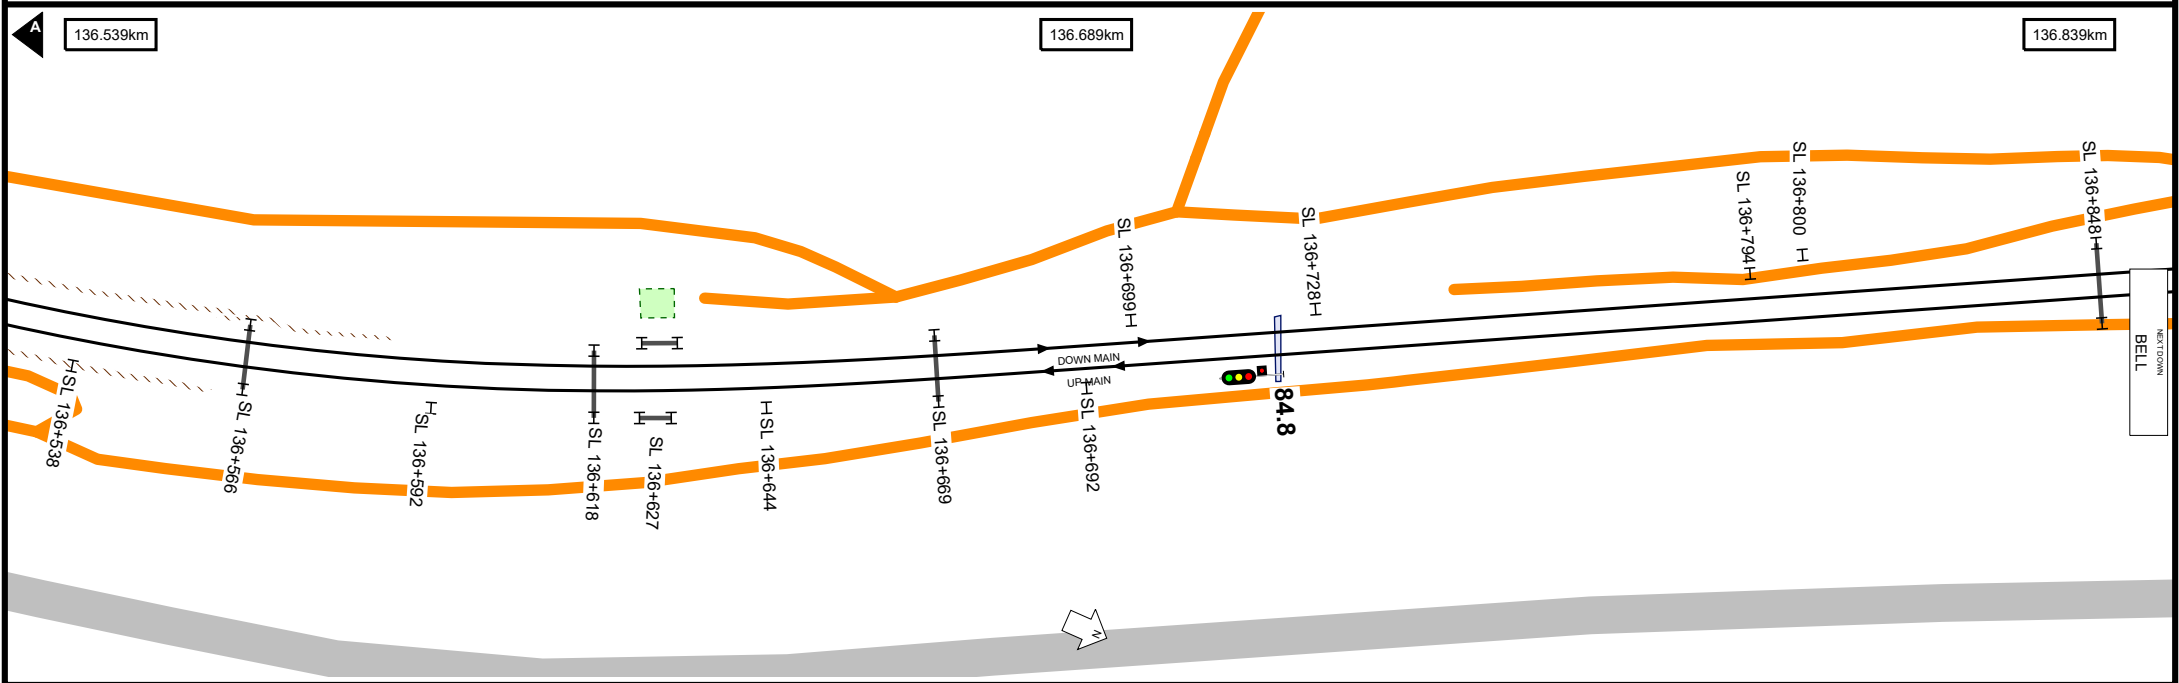 A
136.539km
136.689km
136.839km
SL 136+699
SL 136+728
SL 136+794
SL 136+800
SL 136+848
DOWN MAIN
UP MAIN
SL 136+538
SL 136+566
SL 136+592
SL 136+618
SL 136+627
SL 136+644
SL 136+669
SL 136+692
84.8
NEXT DOWN
BELL
N